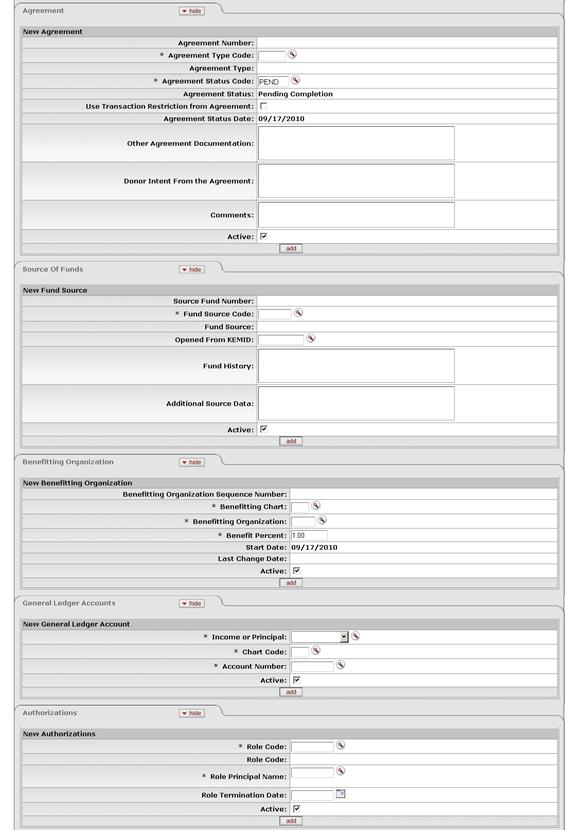 Agreement
hide
New Agreement
Agreement Number:
* Agreement Type Code:
Agreement Type:
* Agreement Status Code: PEND
Agreement Status: Pending Completion
Use Transaction Restriction from Agreement:
Agreement Status Date: 09/17/2010
Other Agreement Documentation:
Donor Intent From the Agreement:
Comments:
Active:
add
Source Of Funds
hide
New Fund Source
Source Fund Number:
* Fund Source Code:
Fund Source:
Opened From KEMID:
Fund History:
Additional Source Data:
Active:
add
Benefitting Organization
hide
New Benefitting Organization
Benefitting Organization Sequence Number:
* Benefitting Chart:
* Benefitting Organization:
* Benefit Percent: 1.00
Start Date: 09/17/2010
Last Change Date:
Active:
add
General Ledger Accounts
hide
New General Ledger Account
* Income or Principal:
* Chart Code:
* Account Number:
Active:
add
Authorizations
hide
New Authorizations
* Role Code:
Role Code:
* Role Principal Name:
Role Termination Date:
Active:
add